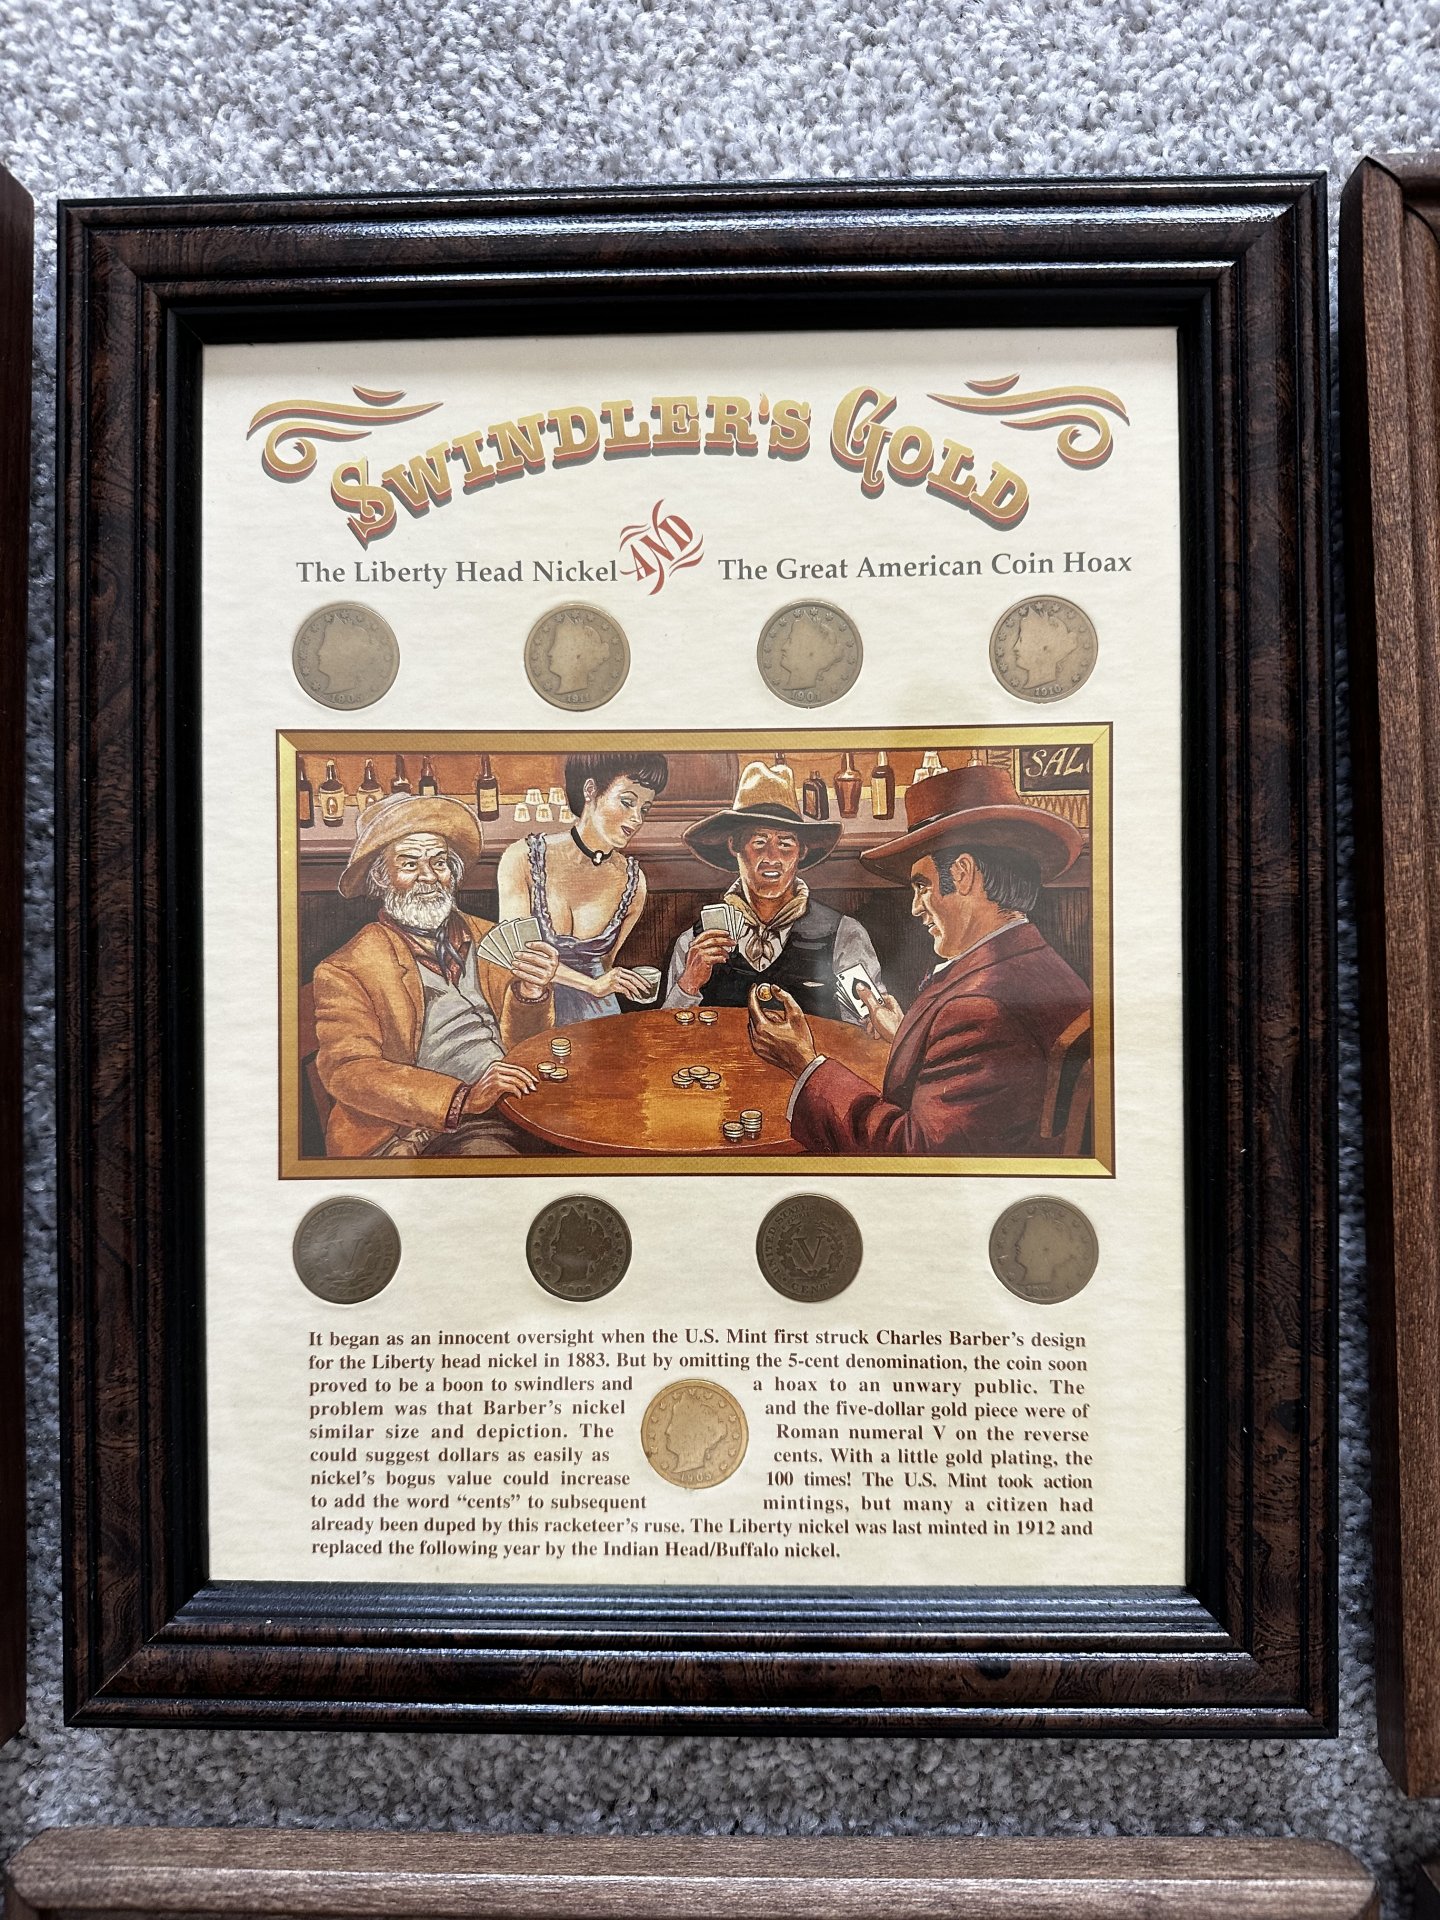 SWINDLER'S GOLD
AND
The Liberty Head Nickel The Great American Coin Hoax
1911 1901 1910
SAL
V
UNITED STATES
V
CENTS
It began as an innocent oversight when the U.S. Mint first struck Charles Barber's design
for the Liberty head nickel in 1883. But by omitting the 5-cent denomination, the coin soon
proved to be a boon to swindlers and a hoax to an unwary public. The
problem was that Barber's nickel and the five-dollar gold piece were of
similar size and depiction. The Roman numeral V on the reverse
could suggest dollars as easily as cents. With a little gold plating, the
nickel's bogus value could increase 100 times! The U.S. Mint took action
to add the word “cents” to subsequent mintings, but many a citizen had
already been duped by this racketeer's ruse. The Liberty nickel was last minted in 1912 and
replaced the following year by the Indian Head/Buffalo nickel.